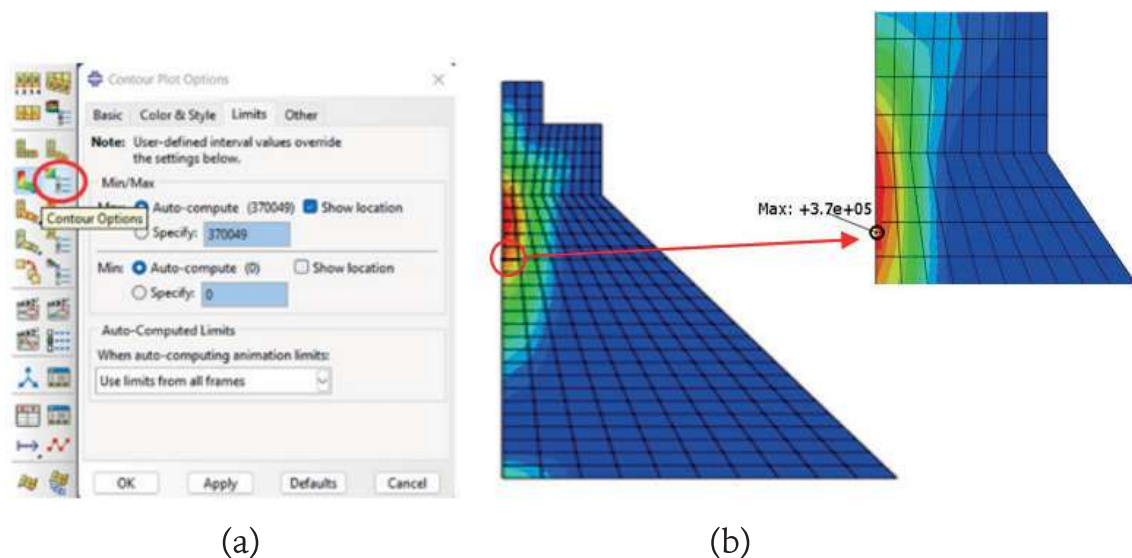 Contour Plot Options
Basic Color & Style Limits Other
Note: User-defined interval values override
the settings below.
Min/Max
Auto-compute (370049) Show location
Contour Options
Specify: 370049
Min: Auto-compute (0) Show location
Specify: 0
Auto-Computed Limits
When auto-computing animation limits:
Use limits from all frames
OK Apply Defaults Cancel
Max: +3.7e+05
(a)
(b)